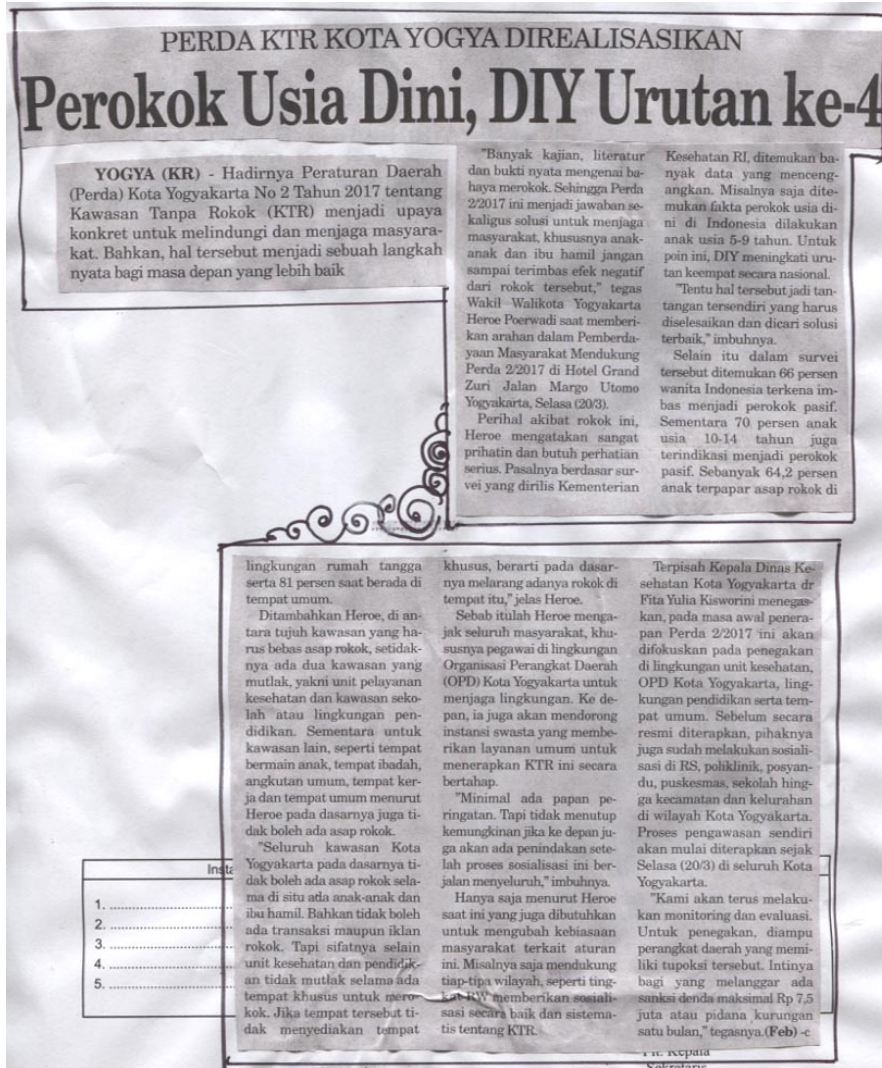 PERDA KTR KOTA YOGYA DIREALISASIKAN
Perokok Usia Dini, DIY Urutan ke-4
YOGYA (KR) - Hadirnya Peraturan Daerah
(Perda) Kota Yogyakarta No 2 Tahun 2017 tentang
Kawasan Tanpa Rokok (KTR) menjadi upaya
konkret untuk melindungi dan menjaga masyara-
kat. Bahkan, hal tersebut menjadi sebuah langkah
nyata bagi masa depan yang lebih baik
"Banyak kajian, literatur
dan bukti nyata mengenai ba-
haya merokok. Sehingga Perda
2/2017 ini menjadi jawaban se-
kaligus solusi untuk menjaga
masyarakat, khususnya anak-
anak dan ibu hamil jangan
sampai terimbas efek negatif
dari rokok tersebut," tegas
Wakil Walikota Yogyakarta
Heroe Poerwadi saat memberi-
kan arahan dalam Pemberda-
yaan Masyarakat Mendukung
Perda 2/2017 di Hotel Grand
Zuri Jalan Margo Utomo
Yogyakarta, Selasa (20/3).
Perihal akibat rokok ini,
Heroe mengatakan sangat
prihatin dan butuh perhatian
serius. Pasalnya berdasar sur-
vei yang dirilis Kementerian
Kesehatan RI, ditemukan ba-
nyak data yang menceng-
angkan. Misalnya saja dite-
mukan fakta perokok usia di-
ni di Indonesia dilakukan
anak usia 5-9 tahun. Untuk
poin ini, DIY meningkati uru-
tan keempat secara nasional.
"Tentu hal tersebut jadi tan-
tangan tersendiri yang harus
diselesaikan dan dicari solusi
terbaik," imbuhnya.
Selain itu dalam survei
tersebut ditemukan 66 persen
wanita Indonesia terkena im-
bas menjadi perokok pasif.
Sementara 70 persen anak
usia 10-14 tahun juga
terindikasi menjadi perokok
pasif. Sebanyak 64,2 persen
anak terpapar asap rokok di
lingkungan rumah tangga
serta 81 persen saat berada di
tempat umum.
Ditambahkan Heroe, di an-
tara tujuh kawasan yang ha-
rus bebas asap rokok, setidak-
nya ada dua kawasan yang
mutlak, yakni unit pelayanan
kesehatan dan kawasan seko-
lah atau lingkungan pen-
didikan. Sementara untuk
kawasan lain, seperti tempat
bermain anak, tempat ibadah,
angkutan umum, tempat ker-
ja dan tempat umum menurut
Heroe pada dasarnya juga ti-
dak boleh ada asap rokok.
"Seluruh kawasan Kota
Yogyakarta pada dasarnya ti-
dak boleh ada asap rokok sela-
ma di situ ada anak-anak dan
ibu hamil. Bahkan tidak boleh
ada transaksi maupun iklan
rokok. Tapi sifatnya selain
unit kesehatan dan pendidik-
an tidak mutlak selama ada
tempat khusus untuk mero-
kok. Jika tempat tersebut ti-
dak menyediakan tempat
khusus, berarti pada dasar-
nya melarang adanya rokok di
tempat itu," jelas Heroe.
Sebab itulah Heroe menga-
jak seluruh masyarakat, khu-
susnya pegawai di lingkungan
Organisasi Perangkat Daerah
(OPD) Kota Yogyakarta untuk
menjaga lingkungan. Ke de-
pan, ia juga akan mendorong
instansi swasta yang membe-
rikan layanan umum untuk
menerapkan KTR ini secara
bertahap.
"Minimal ada papan pe-
ringatan. Tapi tidak menutup
kemungkinan jika ke depan ju-
ga akan ada penindakan sete-
lah proses sosialisasi ini ber-
jalan menyeluruh," imbuhnya.
Hanya saja menurut Heroe
saat ini yang juga dibutuhkan
untuk mengubah kebiasaan
masyarakat terkait aturan
ini. Misalnya saja mendukung
tiap-tipa wilayah, seperti ting-
kat RW memberikan sosiali-
sasi secara baik dan sistema-
tis tentang KTR.
Terpisah Kepala Dinas Ke-
sehatan Kota Yogyakarta dr
Fita Yulia Kisworini menegas-
kan, pada masa awal penera-
pan Perda 2/2017 ini akan
difokuskan pada penegakan
di lingkungan unit kesehatan,
OPD Kota Yogyakarta, ling-
kungan pendidikan serta tem-
pat umum. Sebelum secara
resmi diterapkan, pihaknya
juga sudah melakukan sosiali-
sasi di RS, poliklinik, posyan-
du, puskesmas, sekolah hing-
ga kecamatan dan kelurahan
di wilayah Kota Yogyakarta.
Proses pengawasan sendiri
akan mulai diterapkan sejak
Selasa (20/3) di seluruh Kota
Yogyakarta.
"Kami akan terus melaku-
kan monitoring dan evaluasi.
Untuk penegakan, diampu
perangkat daerah yang memi-
liki tupoksi tersebut. Intinya
bagi yang melanggar ada
sanksi denda maksimal Rp 7,5
juta atau pidana kurungan
satu bulan," tegasnya.(Feb) -c
Insta
1.
2.
3.
4.
5.
Plt. Kepala
Sekretaris